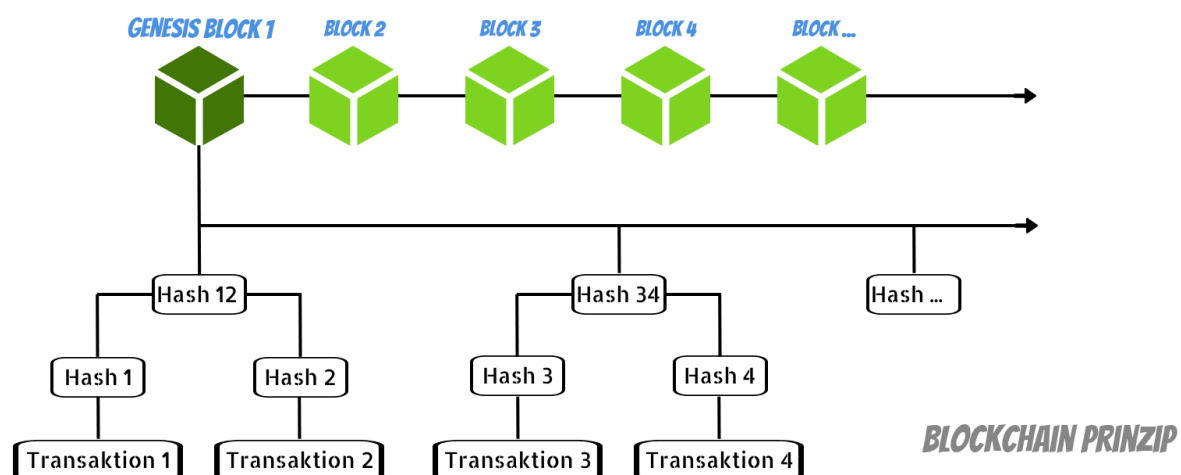 GENESIS BLOCK 1
BLOCK 2
BLOCK 3
BLOCK 4
BLOCK ...
Hash 12
Hash 34
Hash ...
Hash 1
Hash 2
Hash 3
Hash 4
Transaktion 1
Transaktion 2
Transaktion 3
Transaktion 4
BLOCKCHAIN PRINZIP